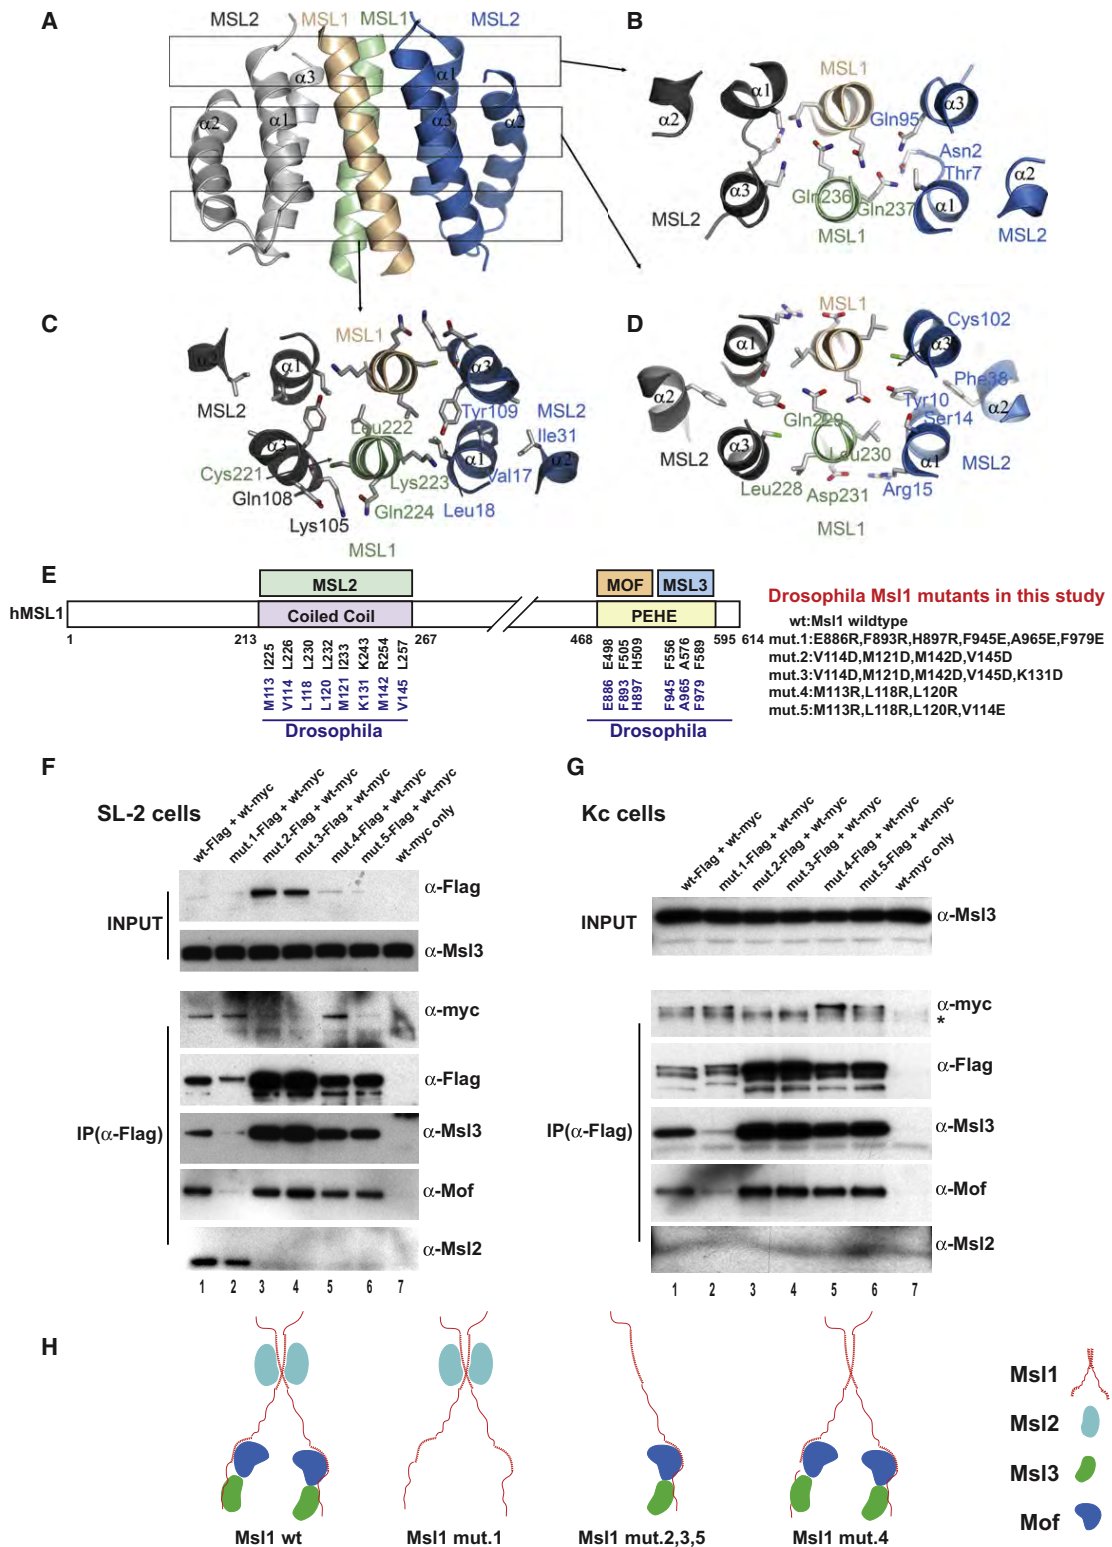 A
MSL2
MSL1
MSL1
MSL2
α3
α1
α2
α1
α3
α2
B
MSL1
α1
α3
α2
Gln95
Asn2
Thr7
α2
α3
α1
Gln236
Gln237
MSL2
MSL1
MSL2
C
MSL1
α1
α3
MSL2
Tyr109
MSL2
Leu222
Ile31
α3
α1
α2
Cys221
Lys223
Val17
Gln108
Gln224
Leu18
Lys105
MSL1
D
MSL1
Cys102
α1
α3
Phe38
α2
Tyr10
α2
Gln229
Ser14
α3
Leu230
α1
MSL2
MSL2
Leu228
Asp231
Arg15
MSL1
E
MSL2
MOF
MSL3
hMSL1
Coiled Coil
PEHE
1
213
267
468
595
614
I225
L226
L230
L232
I233
K243
R254
L257
M113
V114
L118
L120
M121
K131
M142
V145
Drosophila
E498
F505
H509
F556
A576
F589
E886
F893
H897
F945
A965
F979
Drosophila
Drosophila Msl1 mutants in this study
wt:Msl1 wildtype
mut.1:E886R,F893R,H897R,F945E,A965E,F979E
mut.2:V114D,M121D,M142D,V145D
mut.3:V114D,M121D,M142D,V145D,K131D
mut.4:M113R,L118R,L120R
mut.5:M113R,L118R,L120R,V114E
F
SL-2 cells
wt-Flag + wt-myc
mut.1-Flag + wt-myc
mut.2-Flag + wt-myc
mut.3-Flag + wt-myc
mut.4-Flag + wt-myc
mut.5-Flag + wt-myc
wt-myc only
INPUT
α-Flag
α-Msl3
IP(α-Flag)
α-myc
α-Flag
α-Msl3
α-Mof
α-Msl2
1 2 3 4 5 6 7
G
Kc cells
wt-Flag + wt-myc
mut.1-Flag + wt-myc
mut.2-Flag + wt-myc
mut.3-Flag + wt-myc
mut.4-Flag + wt-myc
mut.5-Flag + wt-myc
wt-myc only
INPUT
α-Msl3
IP(α-Flag)
α-myc
*
α-Flag
α-Msl3
α-Mof
α-Msl2
1 2 3 4 5 6 7
H
Msl1 wt
Msl1 mut.1
Msl1 mut.2,3,5
Msl1 mut.4
Msl1
Msl2
Msl3
Mof